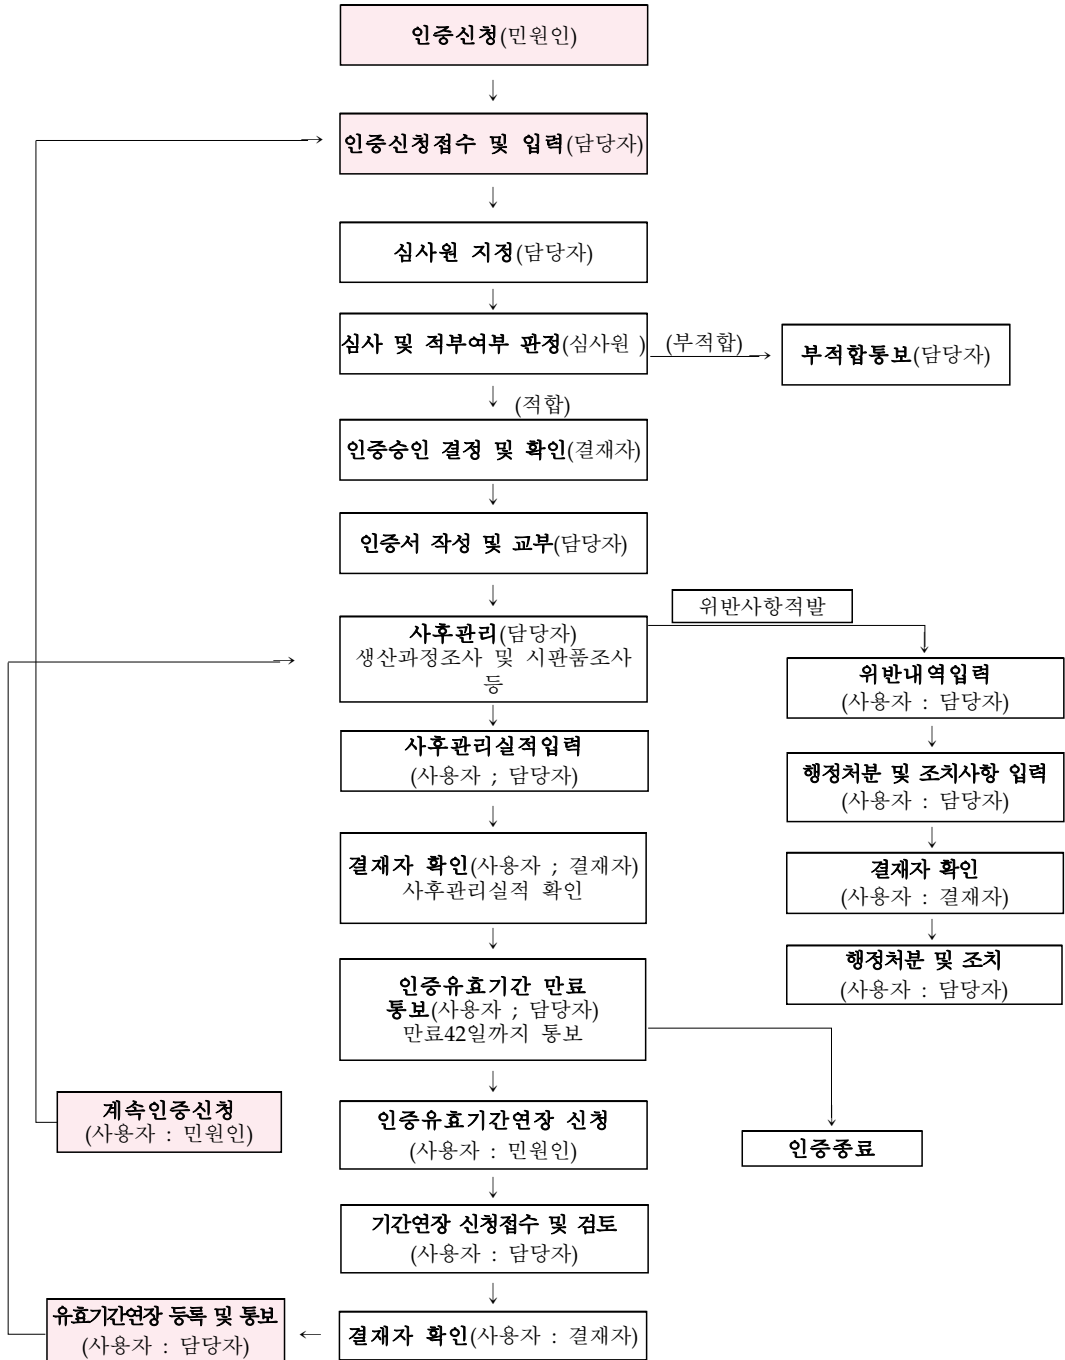 인증신청(민원인)
인증신청접수 및 입력(담당자)
심사원 지정(담당자)
심사 및 적부여부 판정(심사원 )
(부적합)
부적합통보(담당자)
(적합)
인증승인 결정 및 확인(결재자)
인증서 작성 및 교부(담당자)
위반사항적발
사후관리(담당자)
생산과정조사 및 시판품조사
등
위반내역입력
(사용자 : 담당자)
사후관리실적입력
(사용자 ; 담당자)
행정처분 및 조치사항 입력
(사용자 : 담당자)
결재자 확인(사용자 ; 결재자)
사후관리실적 확인
결재자 확인
(사용자 : 결재자)
행정처분 및 조치
(사용자 : 담당자)
인증유효기간 만료
통보(사용자 ; 담당자)
만료42일까지 통보
계속인증신청
(사용자 : 민원인)
인증유효기간연장 신청
(사용자 : 민원인)
인증종료
기간연장 신청접수 및 검토
(사용자 : 담당자)
유효기간연장 등록 및 통보
(사용자 : 담당자)
결재자 확인(사용자 : 결재자)